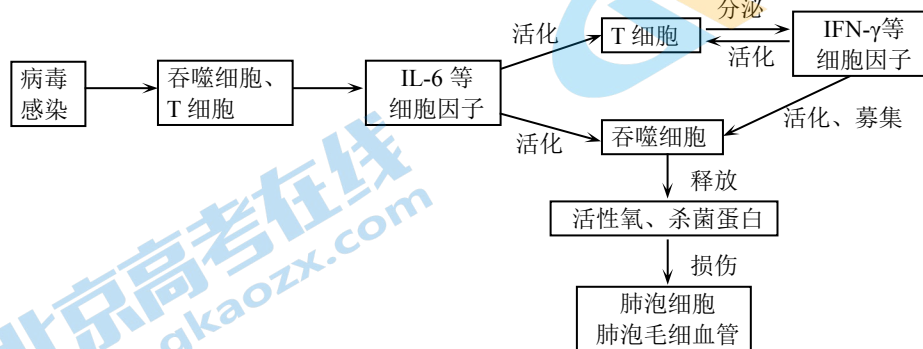 分泌
活化
T 细胞
IFN-γ等
细胞因子
活化
病毒
感染
吞噬细胞、
T 细胞
IL-6 等
细胞因子
活化、募集
活化
吞噬细胞
释放
活性氧、杀菌蛋白
损伤
肺泡细胞
肺泡毛细血管
北京高考在线
gkaozx.com